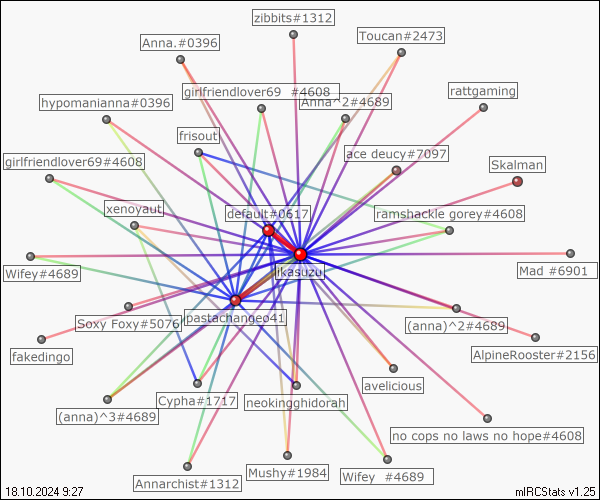 zibbits#1312
Toucan#2473
Anna.#0396
rattgaming
girlfriendlover69 #4608
Anna^2#4689
hypomanianna#0396
frisout
ace deucy#7097
girlfriendlover69#4608
Skalman
xenoyaut
default#0617
ramshackle gorey#4608
Wifey#4689
likasuzu
Mad #6901
Soxy Foxy#5076
pastachangeo41
(anna)^2#4689
fakedingo
AlpineRooster#2156
avelicious
(anna)^3#4689
Cypha#1717
neokingghidorah
no cops no laws no hope#4608
Annarchist#1312
Mushy#1984
Wifey #4689
18.10.2024 9:27
mIRCStats v1.25